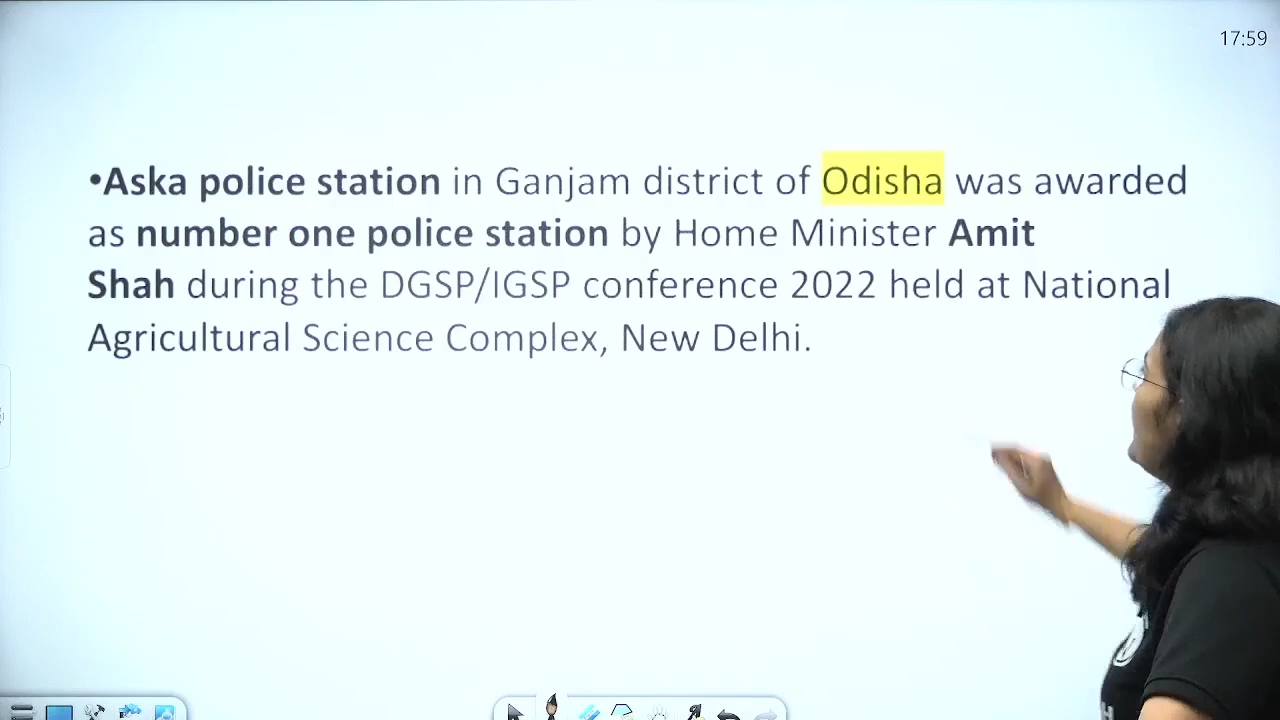 17:59
•Aska police station in Ganjam district of Odisha was awarded
as number one police station by Home Minister Amit
Shah during the DGSP/IGSP conference 2022 held at National
Agricultural Science Complex, New Delhi.